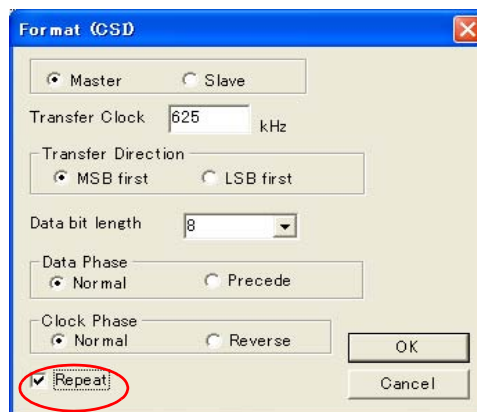 Format (CSI)
Master Slave
Transfer Clock 625 kHz
Transfer Direction
MSB first LSB first
Data bit length 8
Data Phase
Normal Precede
Clock Phase
Normal Reverse
OK
Repeat
Cancel